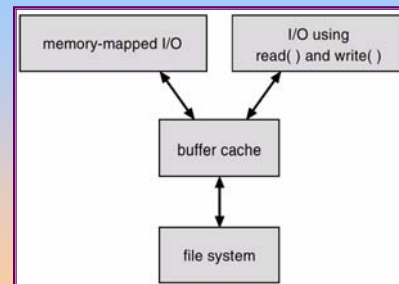 memory-mapped I/O
I/O using
read( ) and write( )
buffer cache
file system